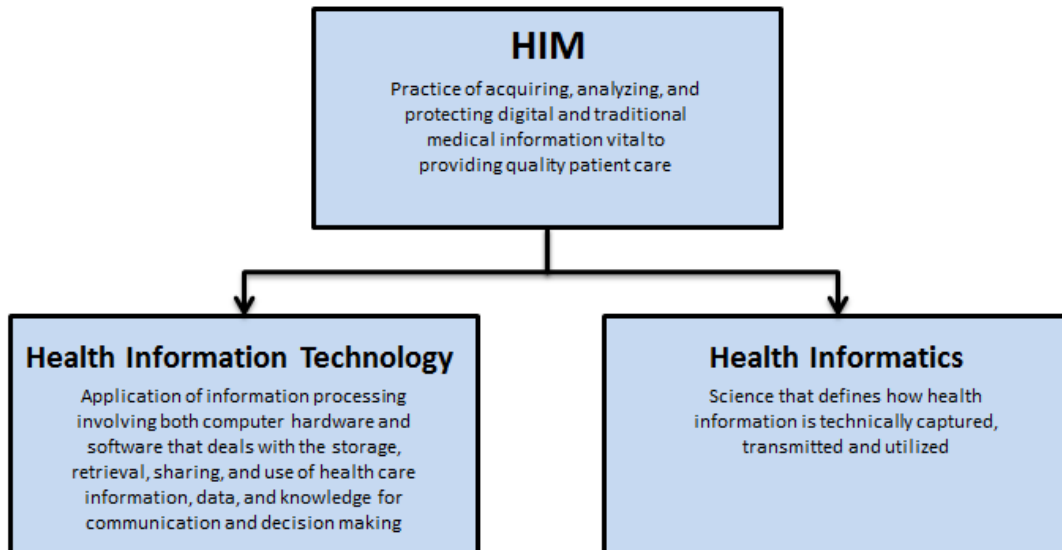 HIM
Practice of acquiring, analyzing, and
protecting digital and traditional
medical information vital to
providing quality patient care
Health Information Technology
Application of information processing
involving both computer hardware and
software that deals with the storage,
retrieval, sharing, and use of health care
information, data, and knowledge for
communication and decision making
Health Informatics
Science that defines how health
information is technically captured,
transmitted and utilized